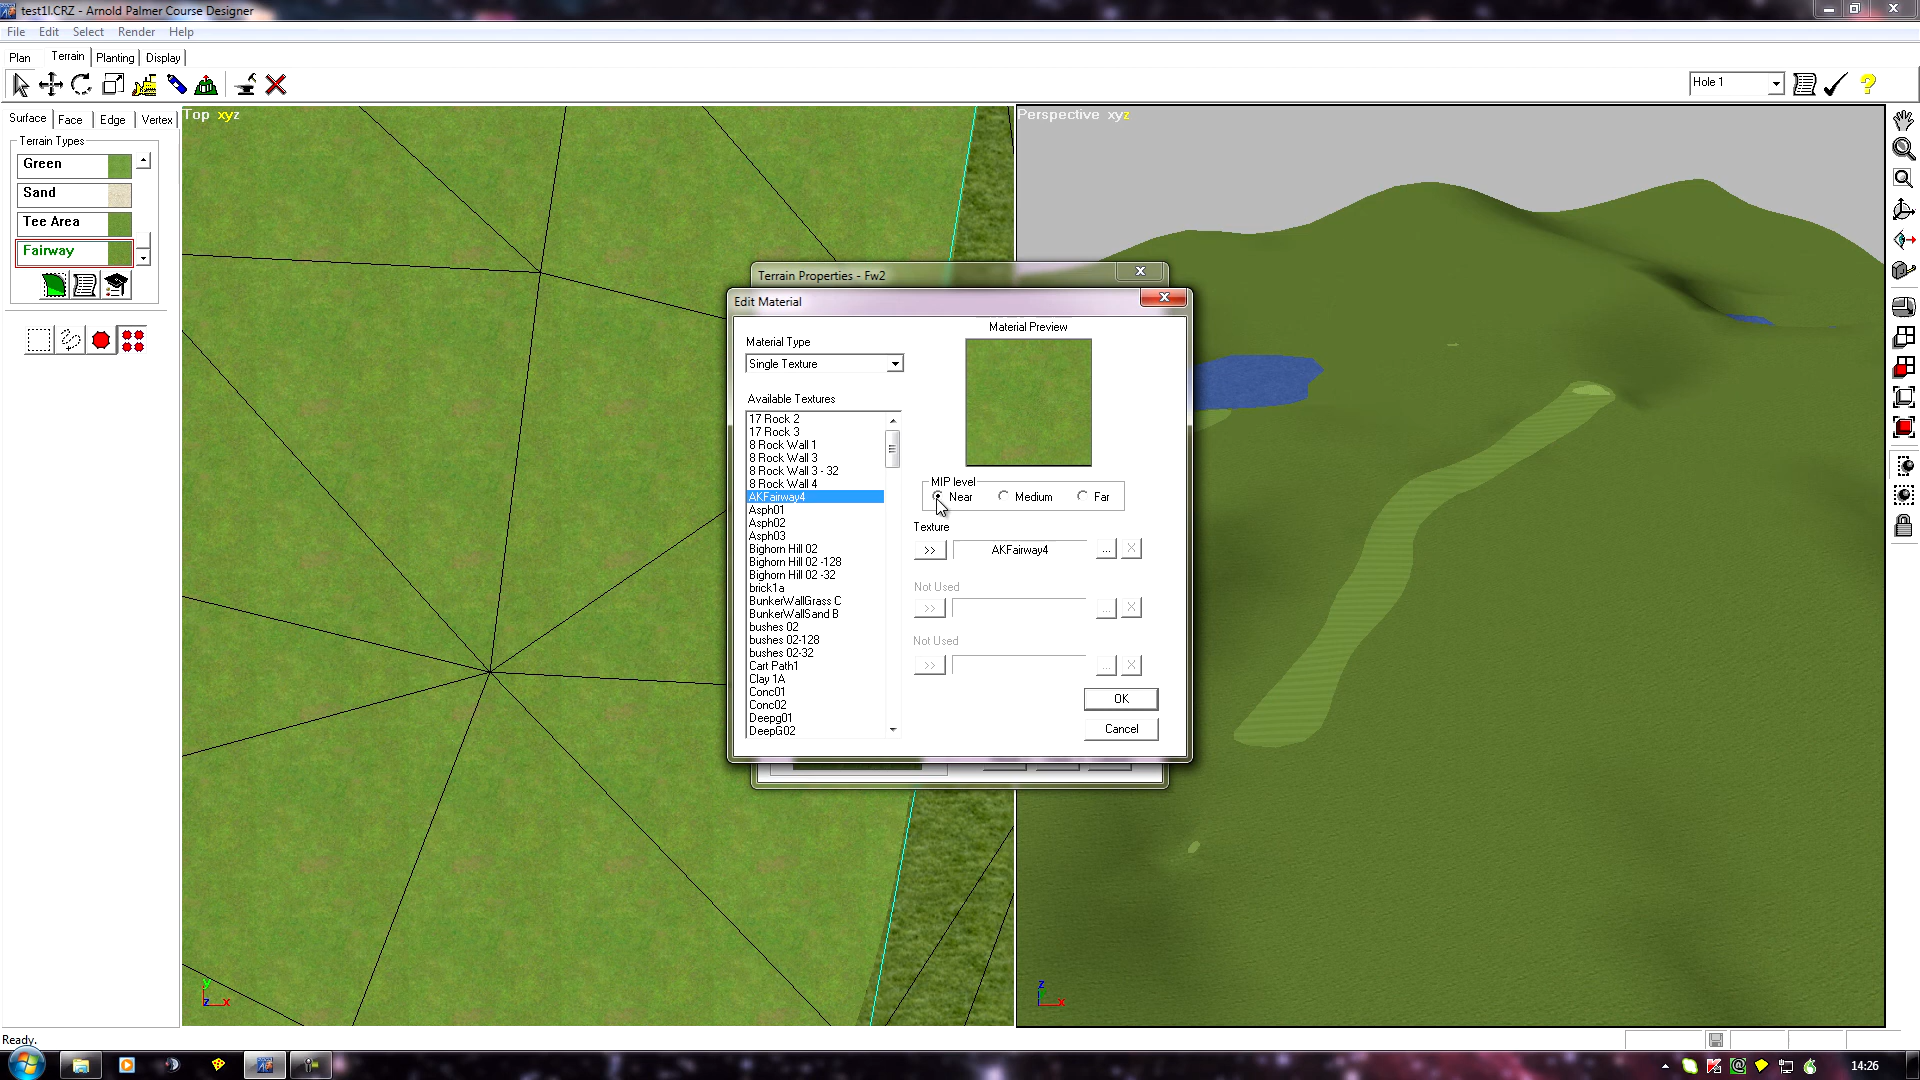 test1l.CRZ - Arnold Palmer Course Designer
File Edit Select Render Help
Plan Terrain Planting Display
Hole 1
Surface Face Edge Vertex
Terrain Types
Green
Sand
Tee Area
Fairway
Top xyz
Perspective xyz
Terrain Properties - Fw2
Edit Material
Material Type
Single Texture
Available Textures
17 Rock 2
17 Rock 3
8 Rock Wall 1
8 Rock Wall 3
8 Rock Wall 3 - 32
8 Rock Wall 4
AKFairway4
Asph01
Asph02
Asph03
Bighorn Hill 02
Bighorn Hill 02 -128
Bighorn Hill 02 -32
brick1a
BunkerWallGrass C
BunkerWallSand B
bushes 02
bushes 02-128
bushes 02-32
Cart Path1
Clay 1A
Conc01
Conc02
Deepg01
DeepG02
Material Preview
MIP level
Near Medium Far
Texture
>> AKFairway4 ... X
Not Used
>> ... X
Not Used
>> ... X
OK
Cancel
y
z x
z
x
Ready.
14:26